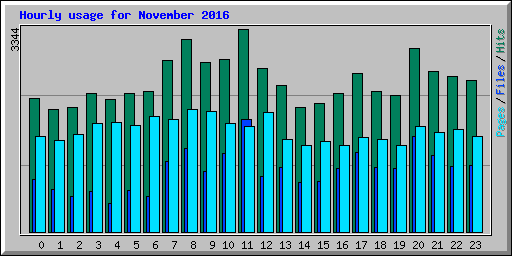 Hourly usage for November 2016
3344
Pages/Files/Hits
0 1 2 3 4 5 6 7 8 9 10 11 12 13 14 15 16 17 18 19 20 21 22 23